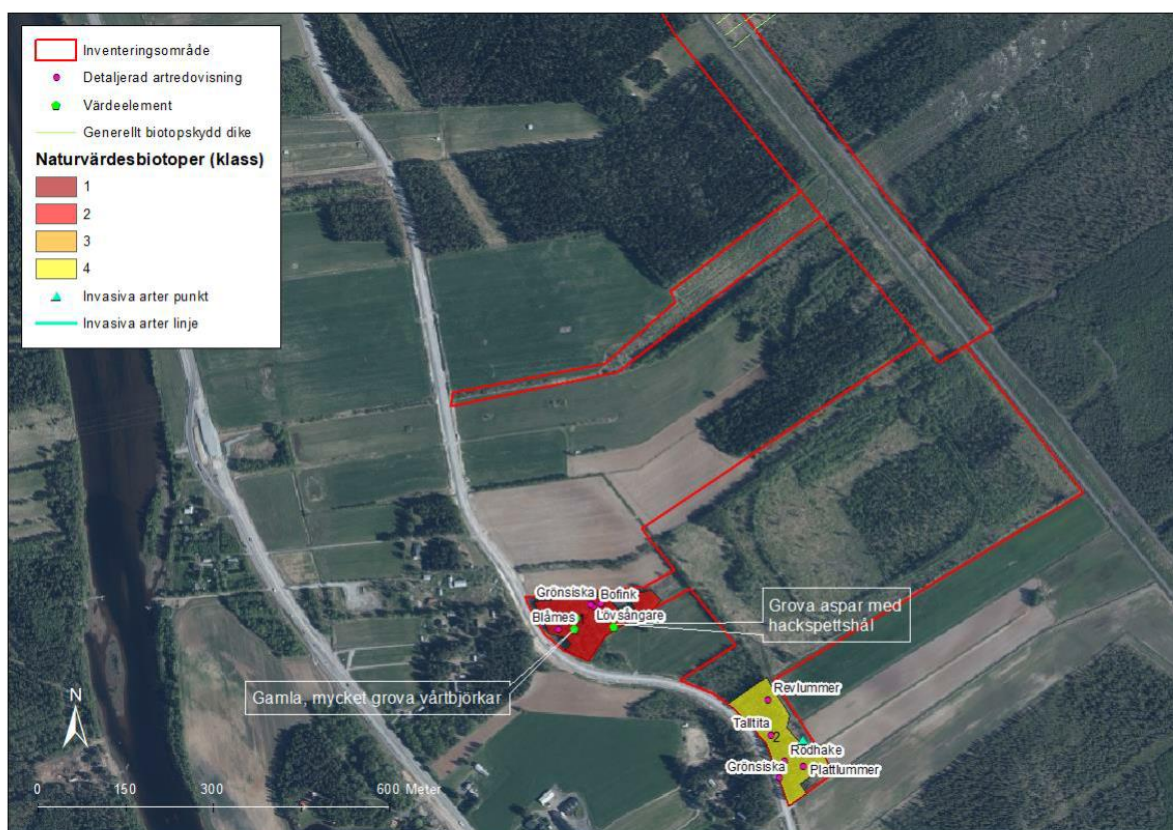 Inventeringsområde
Detaljerad artredovisning
Värdeelement
Generellt biotopskydd dike
Naturvärdesbiotoper (klass)
1
2
3
4
Invasiva arter punkt
Invasiva arter linje
Grönsiska
Bofink
Blåmes
Lövsångare
Grova aspar med
hackspettshål
Gamla, mycket grova vårtbjörkar
Revlummer
Talltita
2
Rödhake
Grönsiska
Plattlummer
N
0 150 300 600 Meter